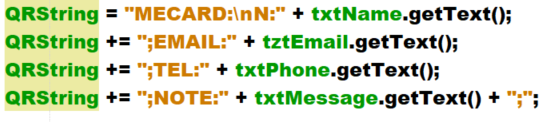 QRString = "MECARD:\nN:" + txtName.getText();
QRString += ";EMAIL:" + tztEmail.getText();
QRString += ";TEL:" + txtPhone.getText();
QRString += ";NOTE:" + txtMessage.getText() + ";";